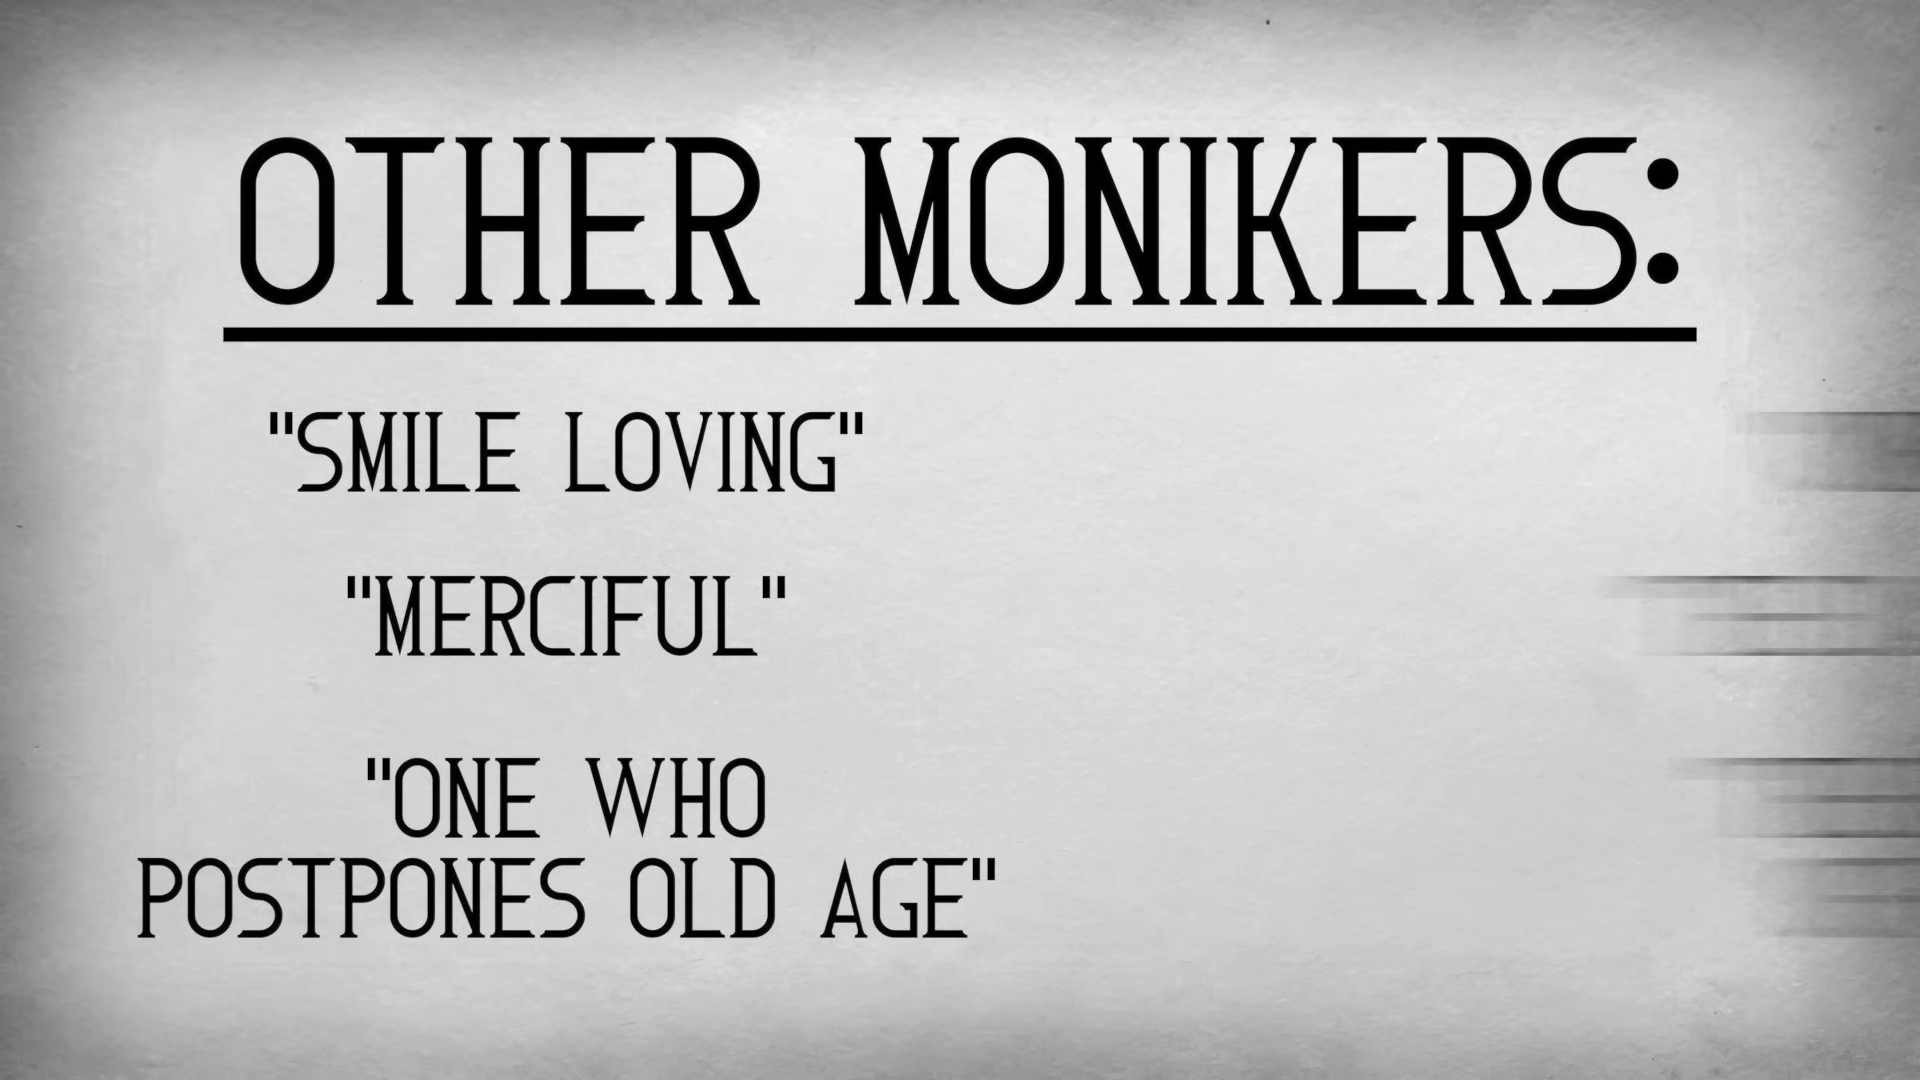 OTHER MONIKERS:
"SMILE LOVING"
"MERCIFUL"
"ONE WHO
POSTPONES OLD AGE"